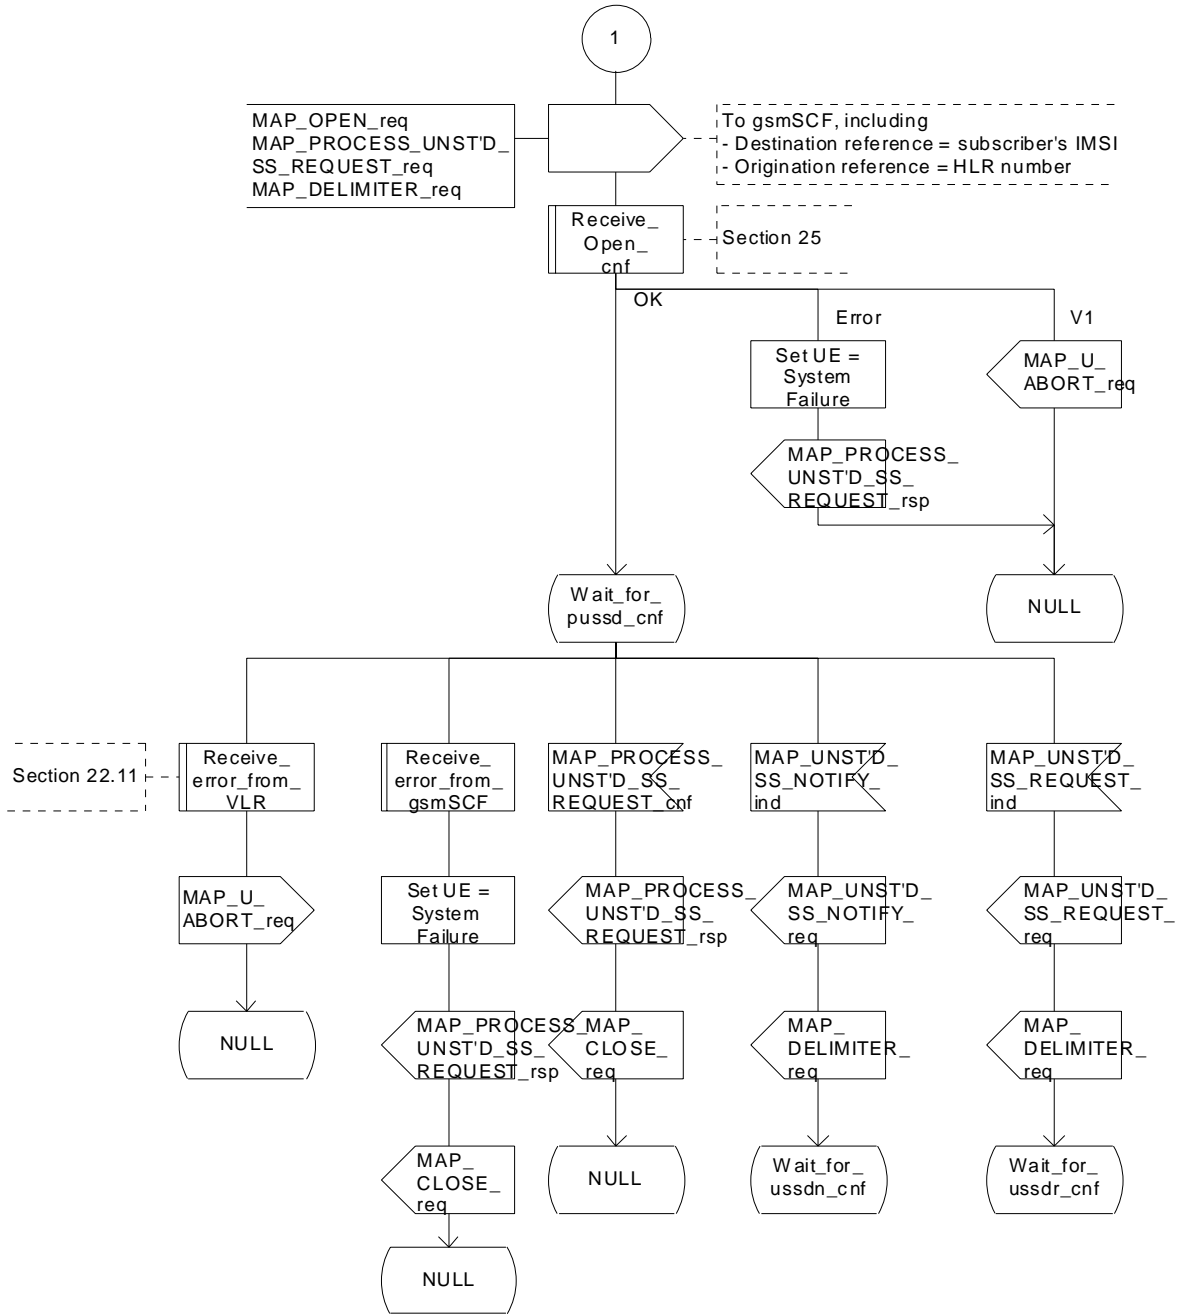 1
MAP_OPEN_req
MAP_PROCESS_UNST'D_
SS_REQUEST_req
MAP_DELIMITER_req
To gsmSCF, including
- Destination reference = subscriber's IMSI
- Origination reference = HLR number
Receive_
Open_
cnf
Section 25
OK
Error
V1
Set UE =
System
Failure
MAP_U_
ABORT_req
MAP_PROCESS_
UNST'D_SS_
REQUEST_rsp
Wait_for_
pussd_cnf
NULL
Section 22.11
Receive_
error_from_
VLR
Receive_
error_from_
gsmSCF
MAP_PROCESS_
UNST'D_SS_
REQUEST_cnf
MAP_UNST'D_
SS_NOTIFY_
ind
MAP_UNST'D_
SS_REQUEST_
ind
MAP_U_
ABORT_req
Set UE =
System
Failure
MAP_PROCESS_
UNST'D_SS_
REQUEST_rsp
MAP_UNST'D_
SS_NOTIFY_
req
MAP_UNST'D_
SS_REQUEST_
req
NULL
MAP_PROCESS_
UNST'D_SS_
REQUEST_rsp
MAP_
CLOSE_
req
MAP_
DELIMITER_
req
MAP_
DELIMITER_
req
MAP_
CLOSE_
req
NULL
Wait_for_
ussdn_cnf
Wait_for_
ussdr_cnf
NULL